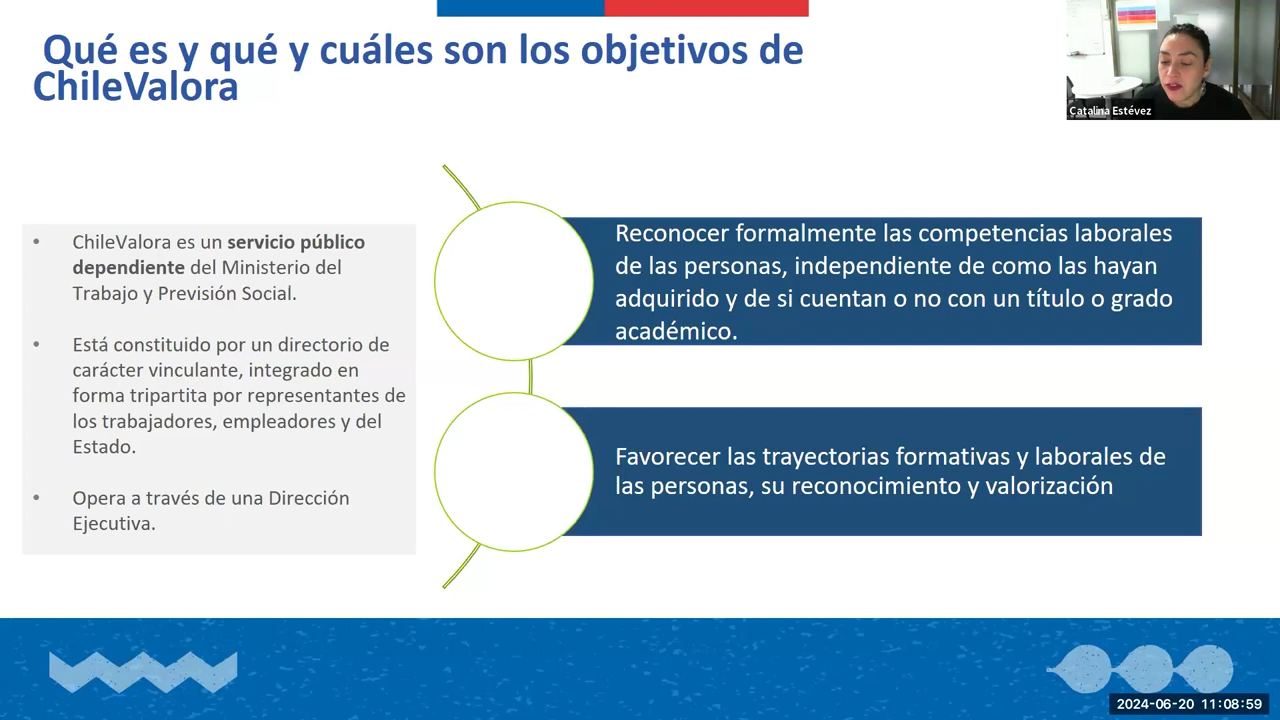 Qué es y qué y cuáles son los objetivos de
ChileValora
Catalina Estévez
• ChileValora es un servicio público
dependiente del Ministerio del
Trabajo y Previsión Social.
• Está constituido por un directorio de
carácter vinculante, integrado en
forma tripartita por representantes de
los trabajadores, empleadores y del
Estado.
• Opera a través de una Dirección
Ejecutiva.
Reconocer formalmente las competencias laborales
de las personas, independiente de como las hayan
adquirido y de si cuentan o no con un título o grado
académico.
Favorecer las trayectorias formativas y laborales de
las personas, su reconocimiento y valorización
2024-06-20 11:08:59